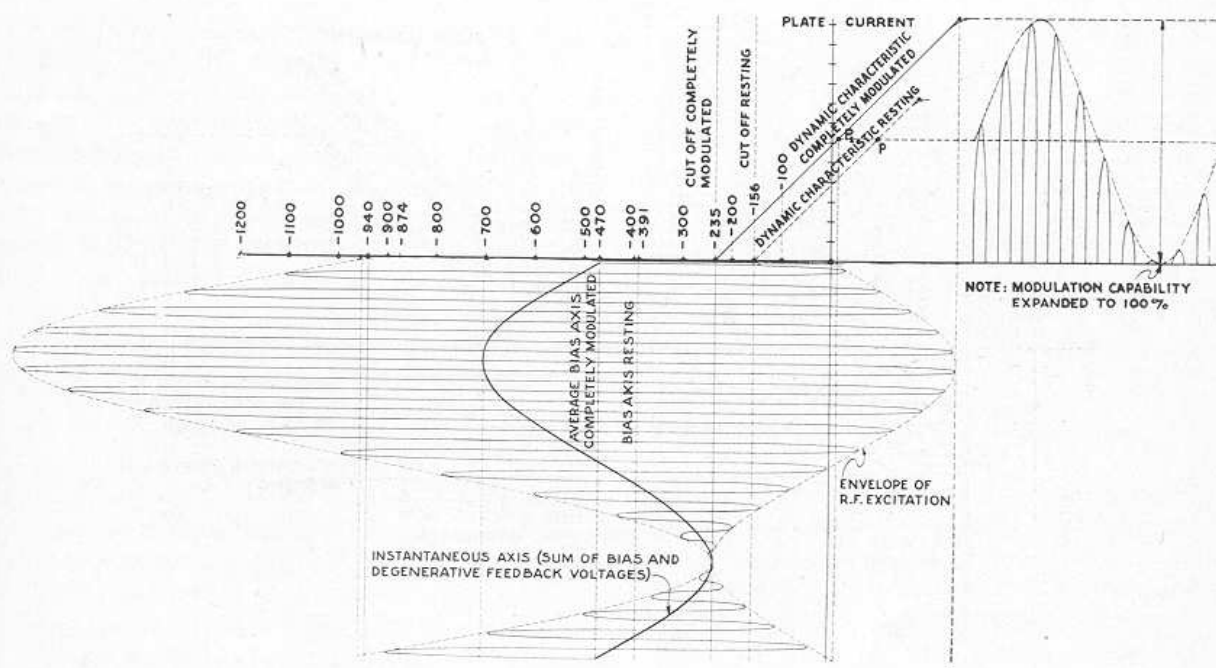 PLATE CURRENT
CUT OFF COMPLETELY
MODULATED
CUT OFF RESTING
DYNAMIC CHARACTERISTIC
COMPLETELY MODULATED
DYNAMIC CHARACTERISTIC RESTING
-1200
-1100
-1000
-940
-900
-874
-800
-700
-600
-500
-470
-400
-391
-300
-235
-200
-156
-100
NOTE: MODULATION CAPABILITY
EXPANDED TO 100%
AVERAGE BIAS AXIS
COMPLETELY MODULATED
BIAS AXIS RESTING
ENVELOPE OF
R.F. EXCITATION
INSTANTANEOUS AXIS (SUM OF BIAS AND
DEGENERATIVE FEEDBACK VOLTAGES)